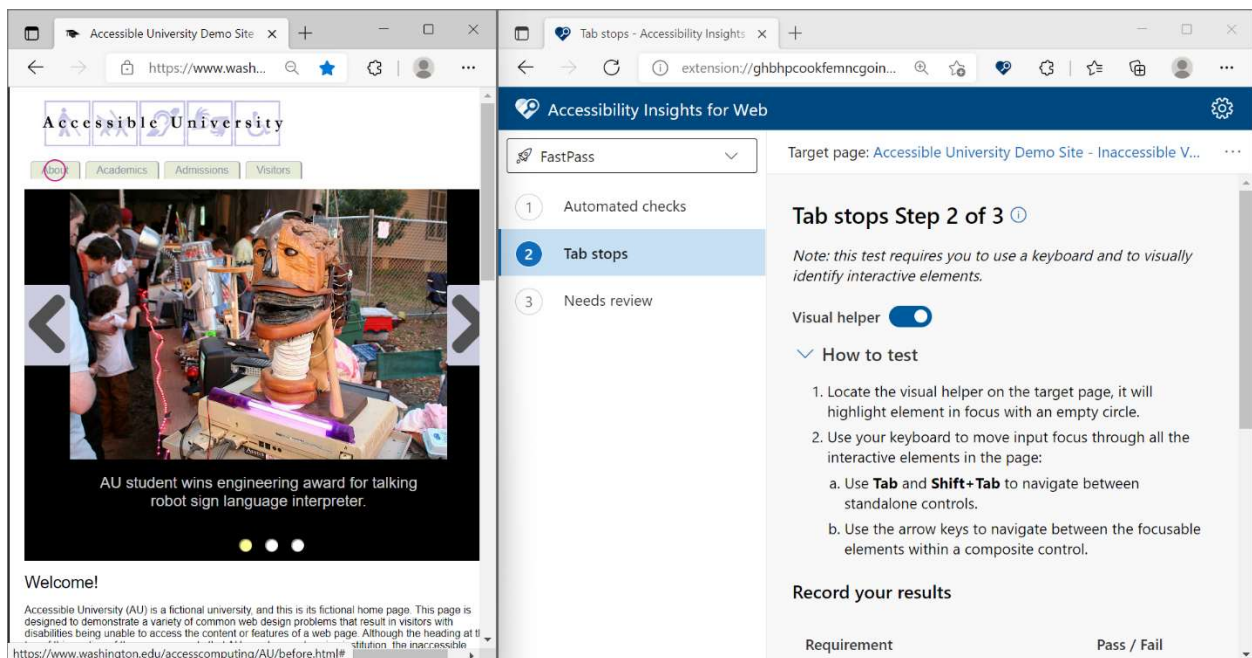 Accessible University Demo Site
https://www.wash...
Accessible University
About
Academics
Admissions
Visitors
AU student wins engineering award for talking
robot sign language interpreter.
Welcome!
Accessible University (AU) is a fictional university, and this is its fictional home page. This page is
designed to demonstrate a variety of common web design problems that result in visitors with
disabilities being unable to access the content or features of a web page. Although the heading at t
stitution, the inaccessible
https://www.washington.edu/accesscomputing/AU/before.html#
Tab stops - Accessibility Insights
extension://ghbhpcookfemncgoin...
Accessibility Insights for Web
FastPass
1 Automated checks
2 Tab stops
3 Needs review
Target page: Accessible University Demo Site - Inaccessible V...
Tab stops Step 2 of 3
Note: this test requires you to use a keyboard and to visually
identify interactive elements.
Visual helper
How to test
1. Locate the visual helper on the target page, it will
highlight element in focus with an empty circle.
2. Use your keyboard to move input focus through all the
interactive elements in the page:
a. Use Tab and Shift+Tab to navigate between
standalone controls.
b. Use the arrow keys to navigate between the focusable
elements within a composite control.
Record your results
Requirement
Pass / Fail